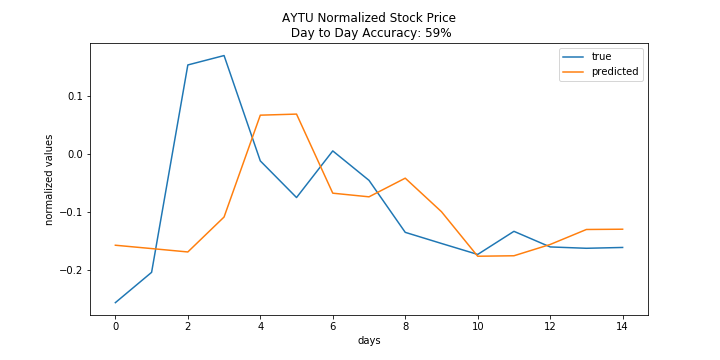 AYTU Normalized Stock Price
Day to Day Accuracy: 59%
true
predicted
normalized values
0.1
0.0
−0.1
−0.2
0 2 4 6 8 10 12 14
days